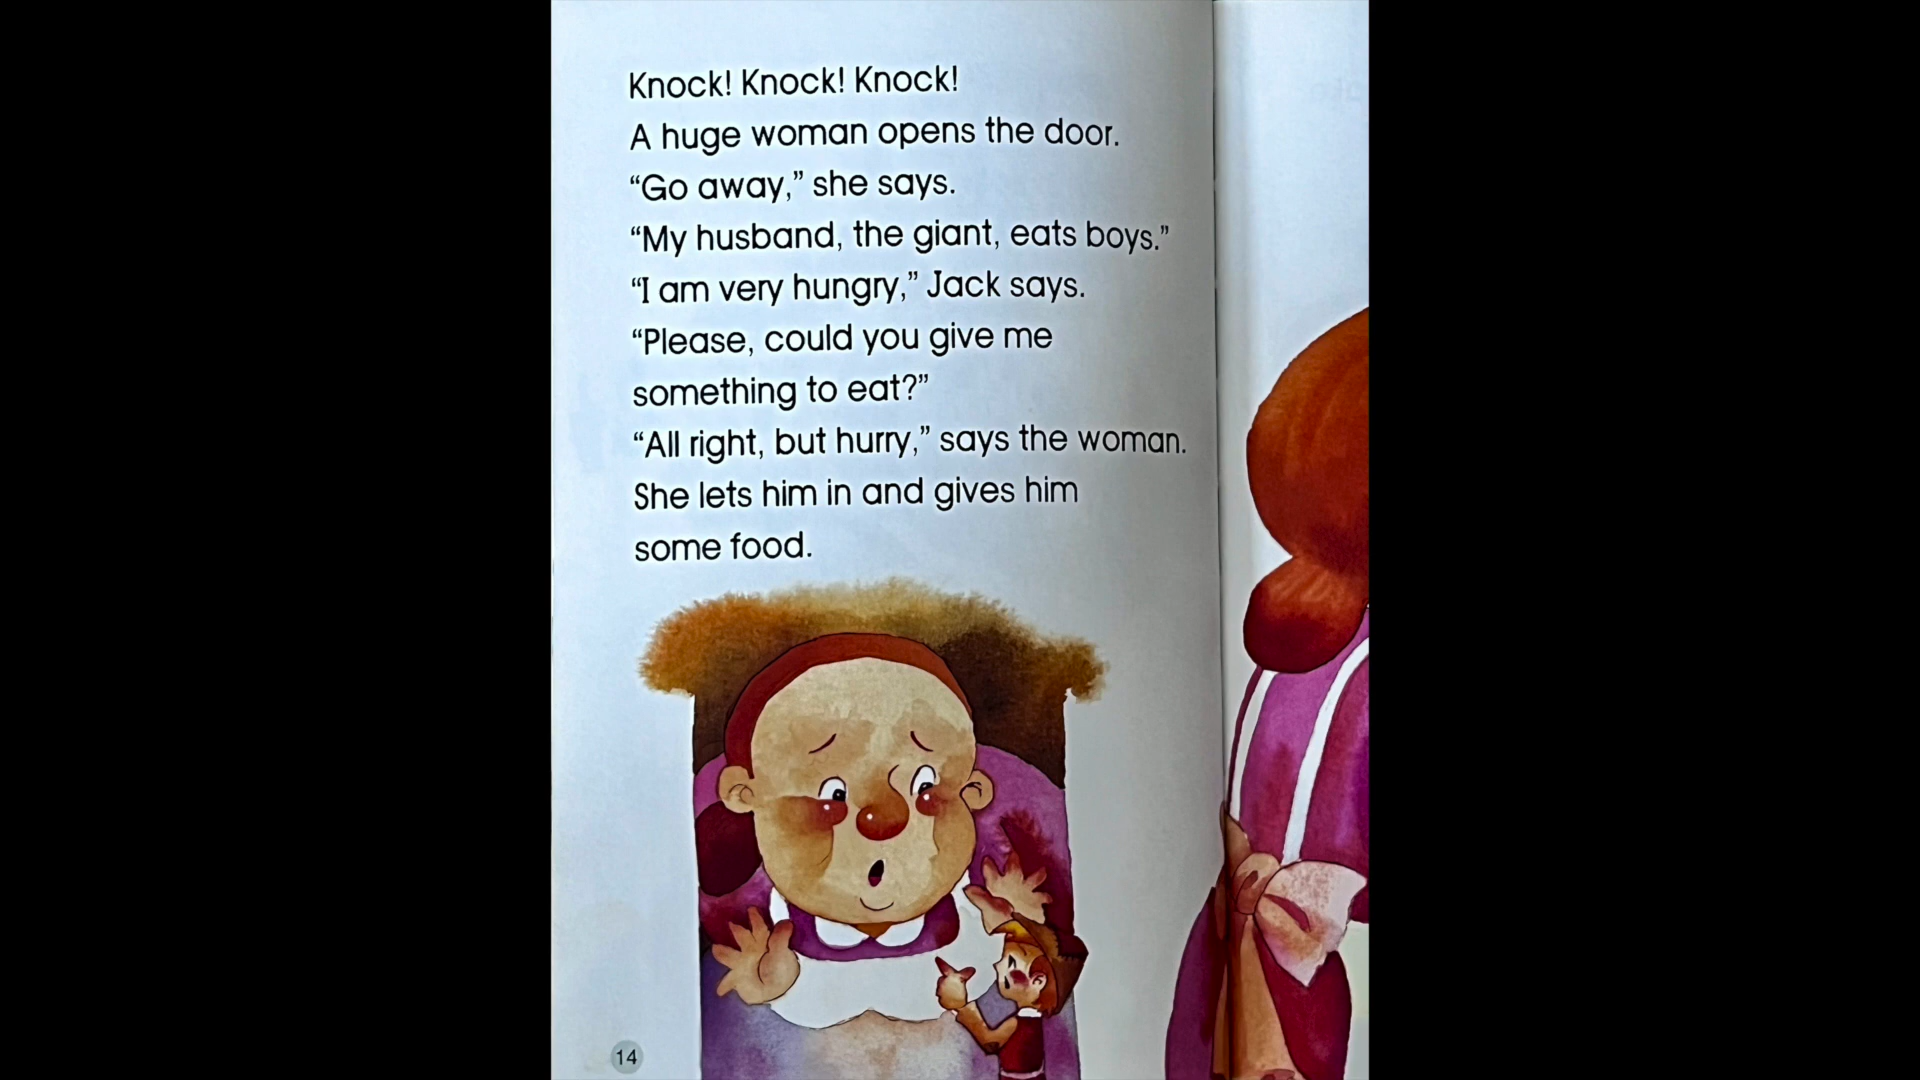 Knock! Knock! Knock!
A huge woman opens the door.
“Go away,” she says.
“My husband, the giant, eats boys.”
“I am very hungry,” Jack says.
“Please, could you give me
something to eat?”
“All right, but hurry,” says the woman.
She lets him in and gives him
some food.
14